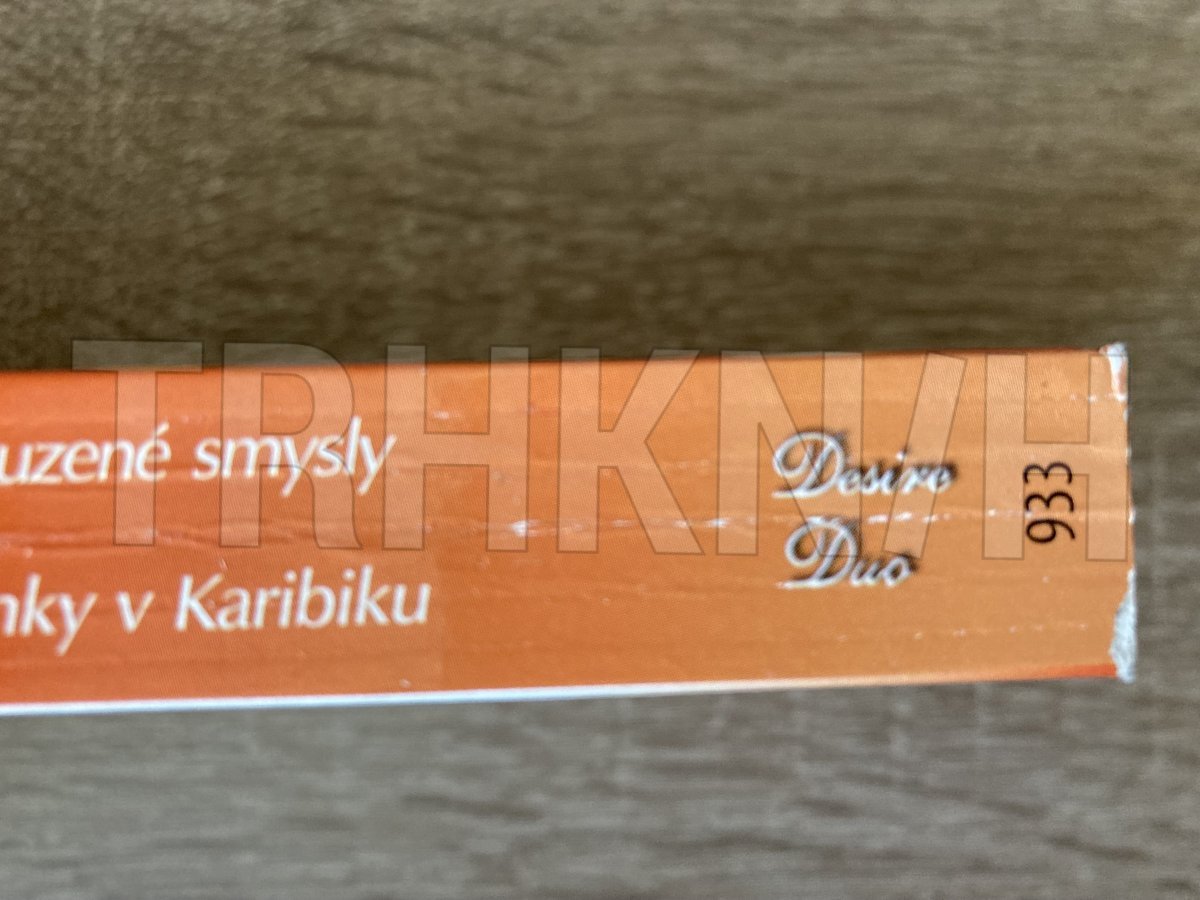 uzené smysly
nky v Karibiku
Desire
Duo
933
TRHKNIH